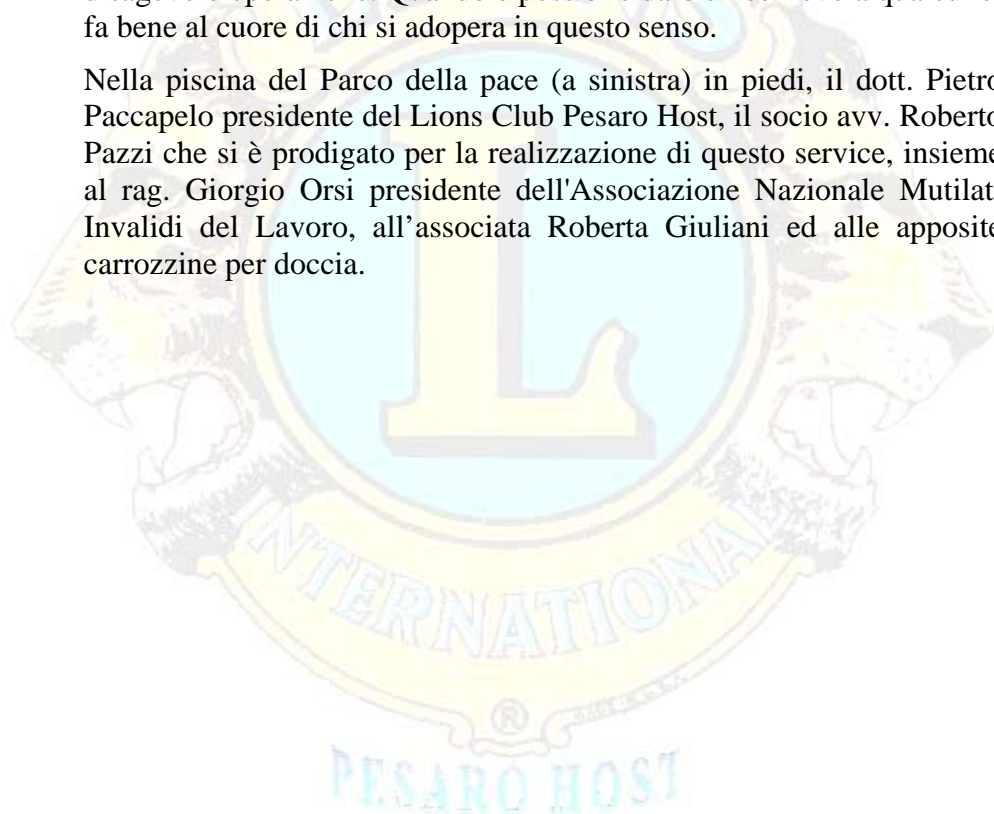 fa bene al cuore di chi si adopera in questo senso.
Nella piscina del Parco della pace (a sinistra) in piedi, il dott. Pietro
Paccapelo presidente del Lions Club Pesaro Host, il socio avv. Roberto
Pazzi che si è prodigato per la realizzazione di questo service, insieme
al rag. Giorgio Orsi presidente dell'Associazione Nazionale Mutilat
Invalidi del Lavoro, all’associata Roberta Giuliani ed alle apposite
carrozzine per doccia.
L
INTERNATIONAL
®
PESARO HOST